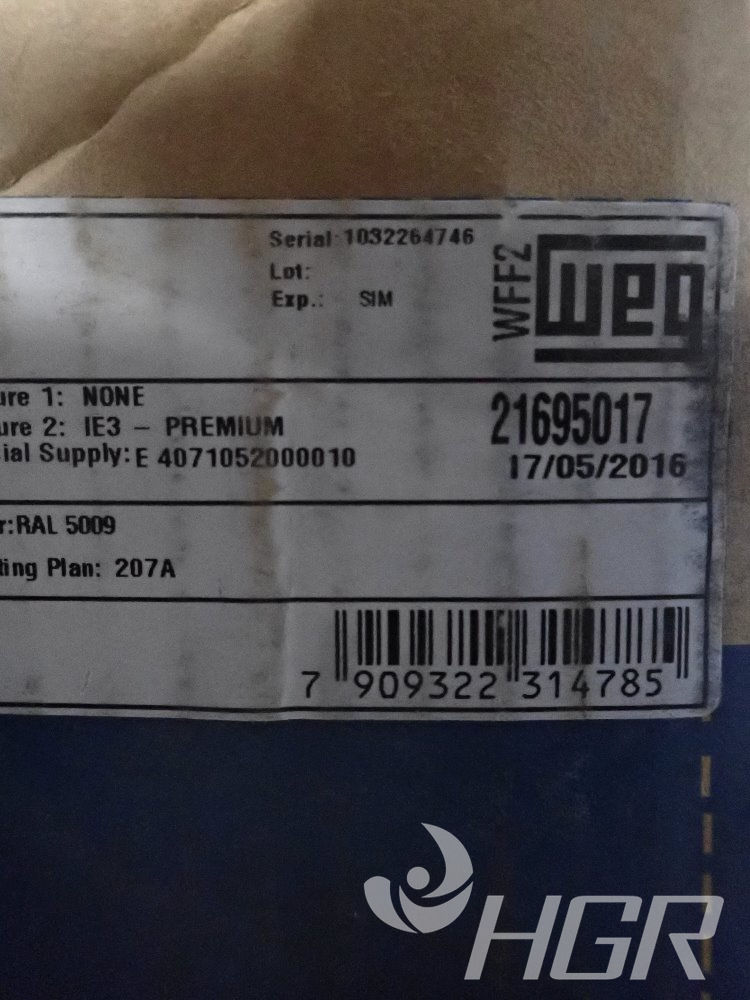 Serial 1032264746
Lot:
Exp.: SIM
WFF2
weg
ure 1: NONE
ure 2: IE3 – PREMIUM
ial Supply: E 4071052000010
21695017
17/05/2016
r: RAL 5009
ting Plan: 207A
7 909322 314785
HGR